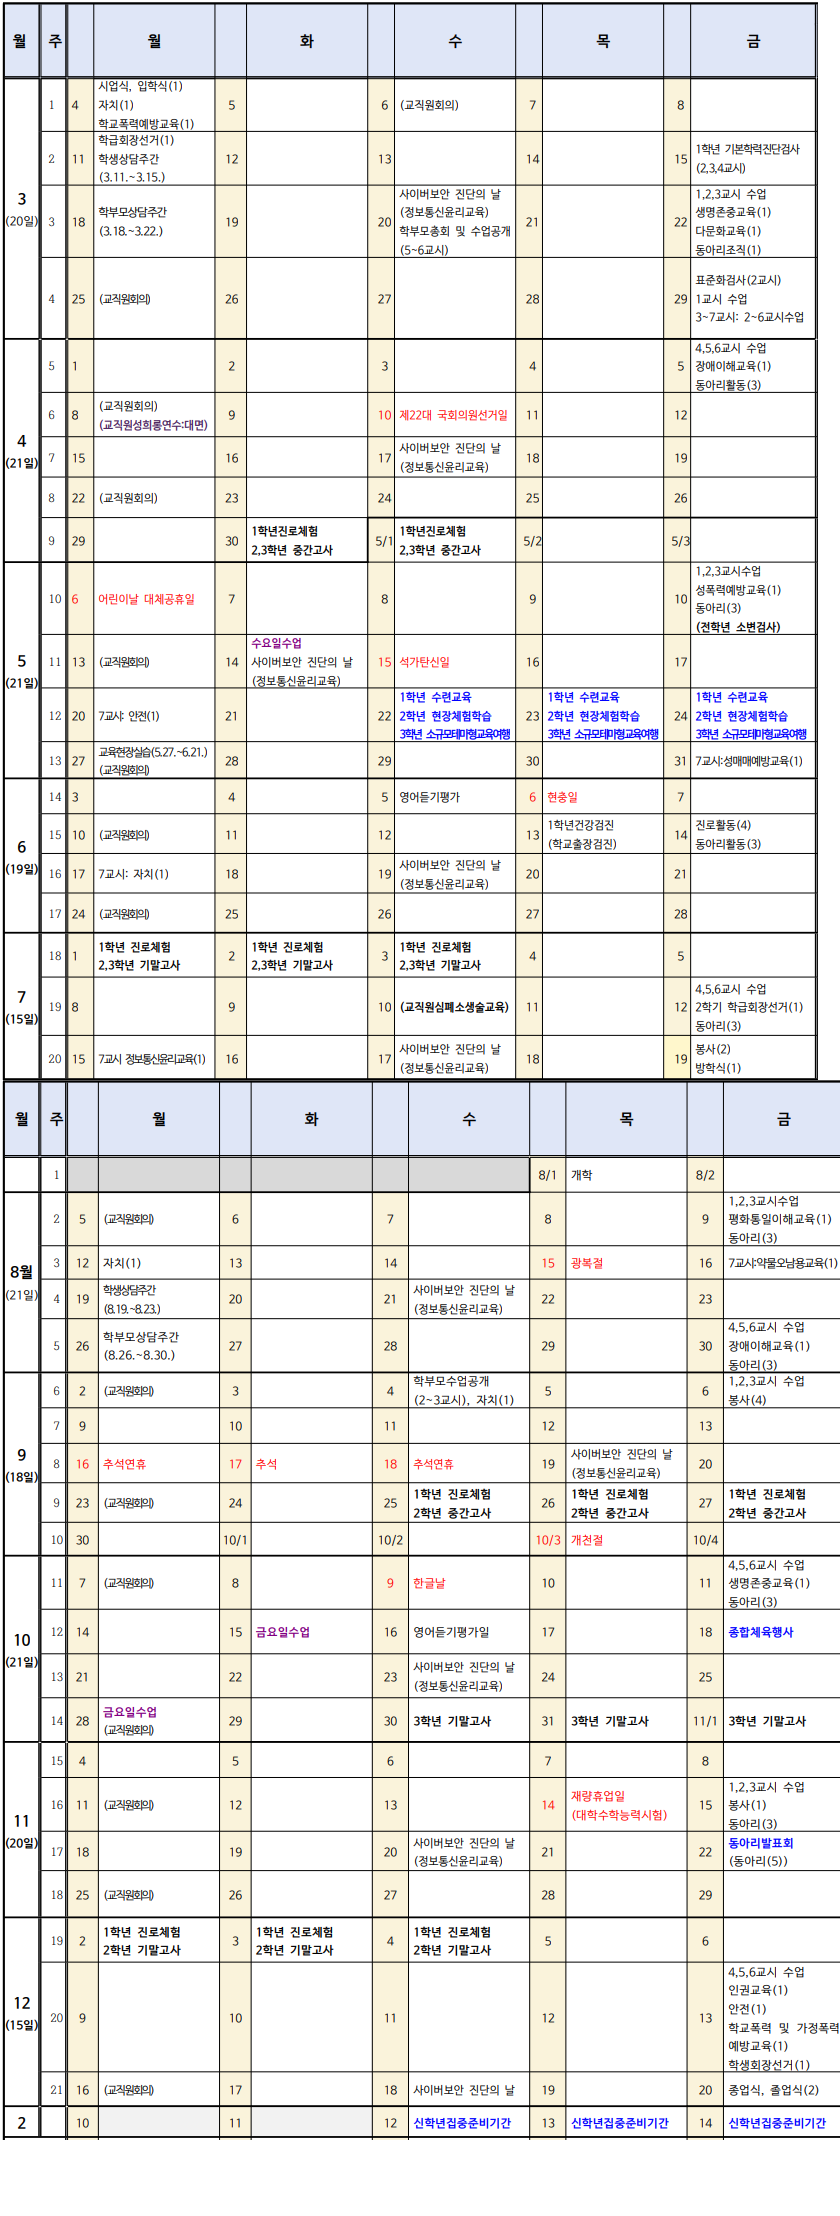 월 주 월 화 수 목 금
3
(20일)
1 4 시업식, 입학식(1)
자치(1)
학교폭력예방교육(1)
5 6 (교직원회의) 7 8
2 11 학급회장선거(1)
학생상담주간
(3.11.~3.15.)
12 13 14 15 1학년 기본학력진단검사
(2,3,4교시)
3 18 학부모상담주간
(3.18.~3.22.)
19 20 사이버보안 진단의 날
(정보통신윤리교육)
학부모총회 및 수업공개
(5~6교시)
21 22 1,2,3교시 수업
생명존중교육(1)
다문화교육(1)
동아리조직(1)
4 25 (교직원회의) 26 27 28 29 표준화검사(2교시)
1교시 수업
3~7교시: 2~6교시수업
4
(21일)
5 1 2 3 4 5 4,5,6교시 수업
장애이해교육(1)
동아리활동(3)
6 8 (교직원회의)
(교직원성희롱연수:대면)
9 10 제22대 국회의원선거일 11 12
7 15 16 17 사이버보안 진단의 날
(정보통신윤리교육)
18 19
8 22 (교직원회의) 23 24 25 26
9 29 30 1학년진로체험
2,3학년 중간고사
5/1 1학년진로체험
2,3학년 중간고사
5/2 5/3
5
(21일)
10 6 어린이날 대체공휴일 7 8 9 10 1,2,3교시수업
성폭력예방교육(1)
동아리(3)
(전학년 소변검사)
11 13 (교직원회의) 14 수요일수업
사이버보안 진단의 날
(정보통신윤리교육)
15 석가탄신일 16 17
12 20 7교시: 안전(1) 21 22 1학년 수련교육
2학년 현장체험학습
3학년 소규모테마형교육여행
23 1학년 수련교육
2학년 현장체험학습
3학년 소규모테마형교육여행
24 1학년 수련교육
2학년 현장체험학습
3학년 소규모테마형교육여행
13 27 교육현장실습(5.27.~6.21.)
(교직원회의)
28 29 30 31 7교시:성매매예방교육(1)
6
(19일)
14 3 4 5 영어듣기평가 6 현충일 7
15 10 (교직원회의) 11 12 13 1학년건강검진
(학교출장검진)
14 진로활동(4)
동아리활동(3)
16 17 7교시: 자치(1) 18 19 사이버보안 진단의 날
(정보통신윤리교육)
20 21
17 24 (교직원회의) 25 26 27 28
7
(15일)
18 1 1학년 진로체험
2,3학년 기말고사
2 1학년 진로체험
2,3학년 기말고사
3 1학년 진로체험
2,3학년 기말고사
4 5
19 8 9 10 (교직원심폐소생술교육) 11 12 4,5,6교시 수업
2학기 학급회장선거(1)
동아리(3)
20 15 7교시 정보통신윤리교육(1) 16 17 사이버보안 진단의 날
(정보통신윤리교육)
18 19 봉사(2)
방학식(1)
월 주 월 화 수 목 금
1 8/1 개학 8/2
8월
(21일)
2 5 (교직원회의) 6 7 8 9 1,2,3교시수업
평화통일이해교육(1)
동아리(3)
3 12 자치(1) 13 14 15 광복절 16 7교시:약물오남용교육(1)
4 19 학생상담주간
(8.19.~8.23.)
20 21 사이버보안 진단의 날
(정보통신윤리교육)
22 23
5 26 학부모상담주간
(8.26.~8.30.)
27 28 29 30 4,5,6교시 수업
장애이해교육(1)
동아리(3)
9
(18일)
6 2 (교직원회의) 3 4 학부모수업공개
(2~3교시), 자치(1)
5 6 1,2,3교시 수업
봉사(4)
7 9 10 11 12 13
8 16 추석연휴 17 추석 18 추석연휴 19 사이버보안 진단의 날
(정보통신윤리교육)
20
9 23 (교직원회의) 24 25 1학년 진로체험
2학년 중간고사
26 1학년 진로체험
2학년 중간고사
27 1학년 진로체험
2학년 중간고사
10 30 10/1 10/2 10/3 개천절 10/4
10
(21일)
11 7 (교직원회의) 8 9 한글날 10 11 4,5,6교시 수업
생명존중교육(1)
동아리(3)
12 14 15 금요일수업 16 영어듣기평가일 17 18 종합체육행사
13 21 22 23 사이버보안 진단의 날
(정보통신윤리교육)
24 25
14 28 금요일수업
(교직원회의)
29 30 3학년 기말고사 31 3학년 기말고사 11/1 3학년 기말고사
11
(20일)
15 4 5 6 7 8
16 11 (교직원회의) 12 13 14 재량휴업일
(대학수학능력시험)
15 1,2,3교시 수업
봉사(1)
동아리(3)
17 18 19 20 사이버보안 진단의 날
(정보통신윤리교육)
21 22 동아리발표회
(동아리(5))
18 25 (교직원회의) 26 27 28 29
12
(15일)
19 2 1학년 진로체험
2학년 기말고사
3 1학년 진로체험
2학년 기말고사
4 1학년 진로체험
2학년 기말고사
5 6
20 9 10 11 12 13 4,5,6교시 수업
인권교육(1)
안전(1)
학교폭력 및 가정폭력
예방교육(1)
학생회장선거(1)
21 16 (교직원회의) 17 18 사이버보안 진단의 날 19 20 종업식, 졸업식(2)
2 10 11 12 신학년집중준비기간 13 신학년집중준비기간 14 신학년집중준비기간